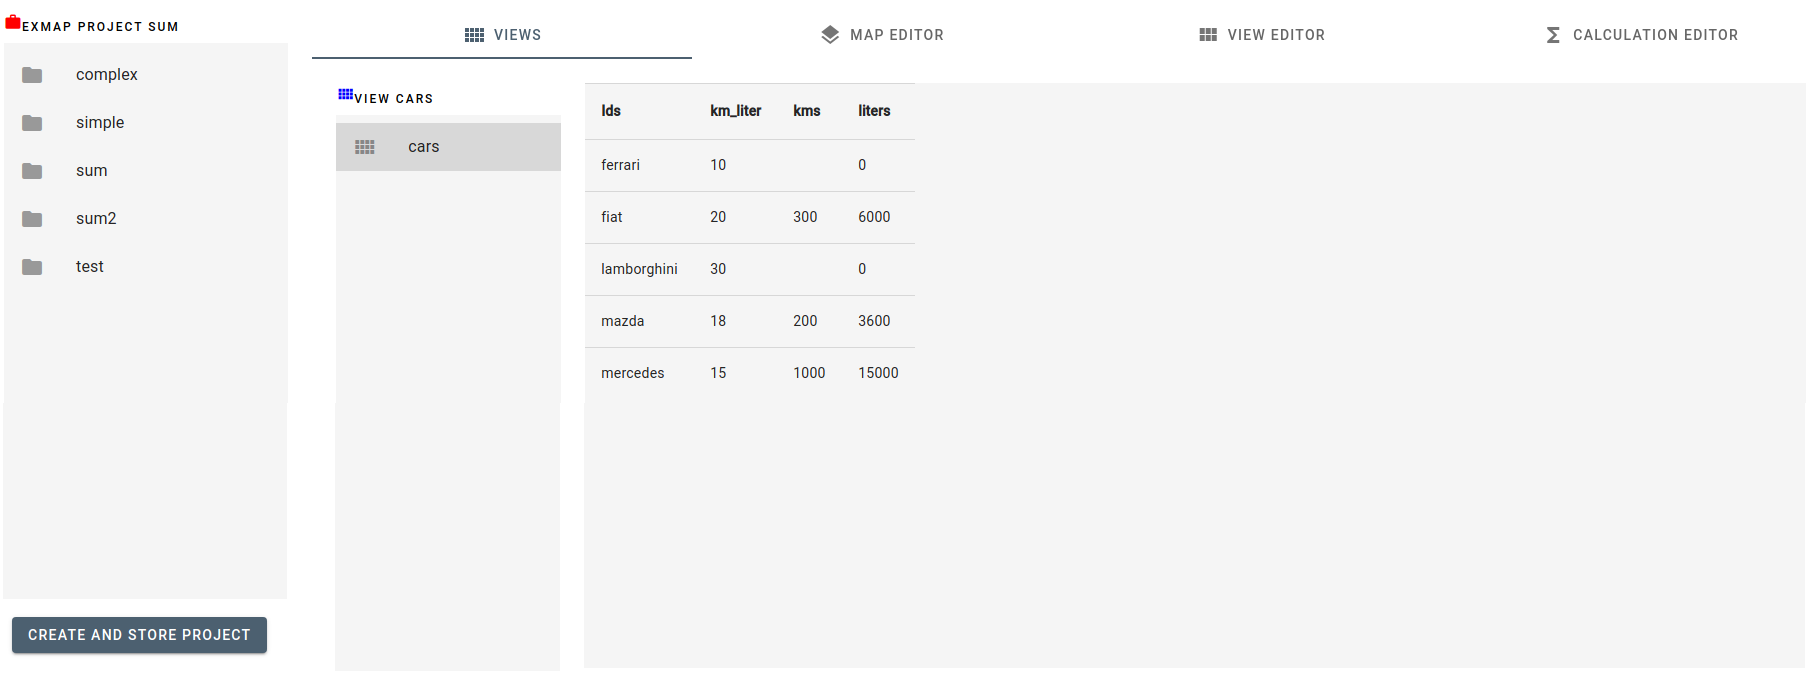 EXMAP PROJECT SUM
complex
simple
sum
sum2
test
CREATE AND STORE PROJECT
VIEWS MAP EDITOR VIEW EDITOR CALCULATION EDITOR
VIEW CARS
cars
Ids km_liter kms liters
ferrari 10 0
fiat 20 300 6000
lamborghini 30 0
mazda 18 200 3600
mercedes 15 1000 15000